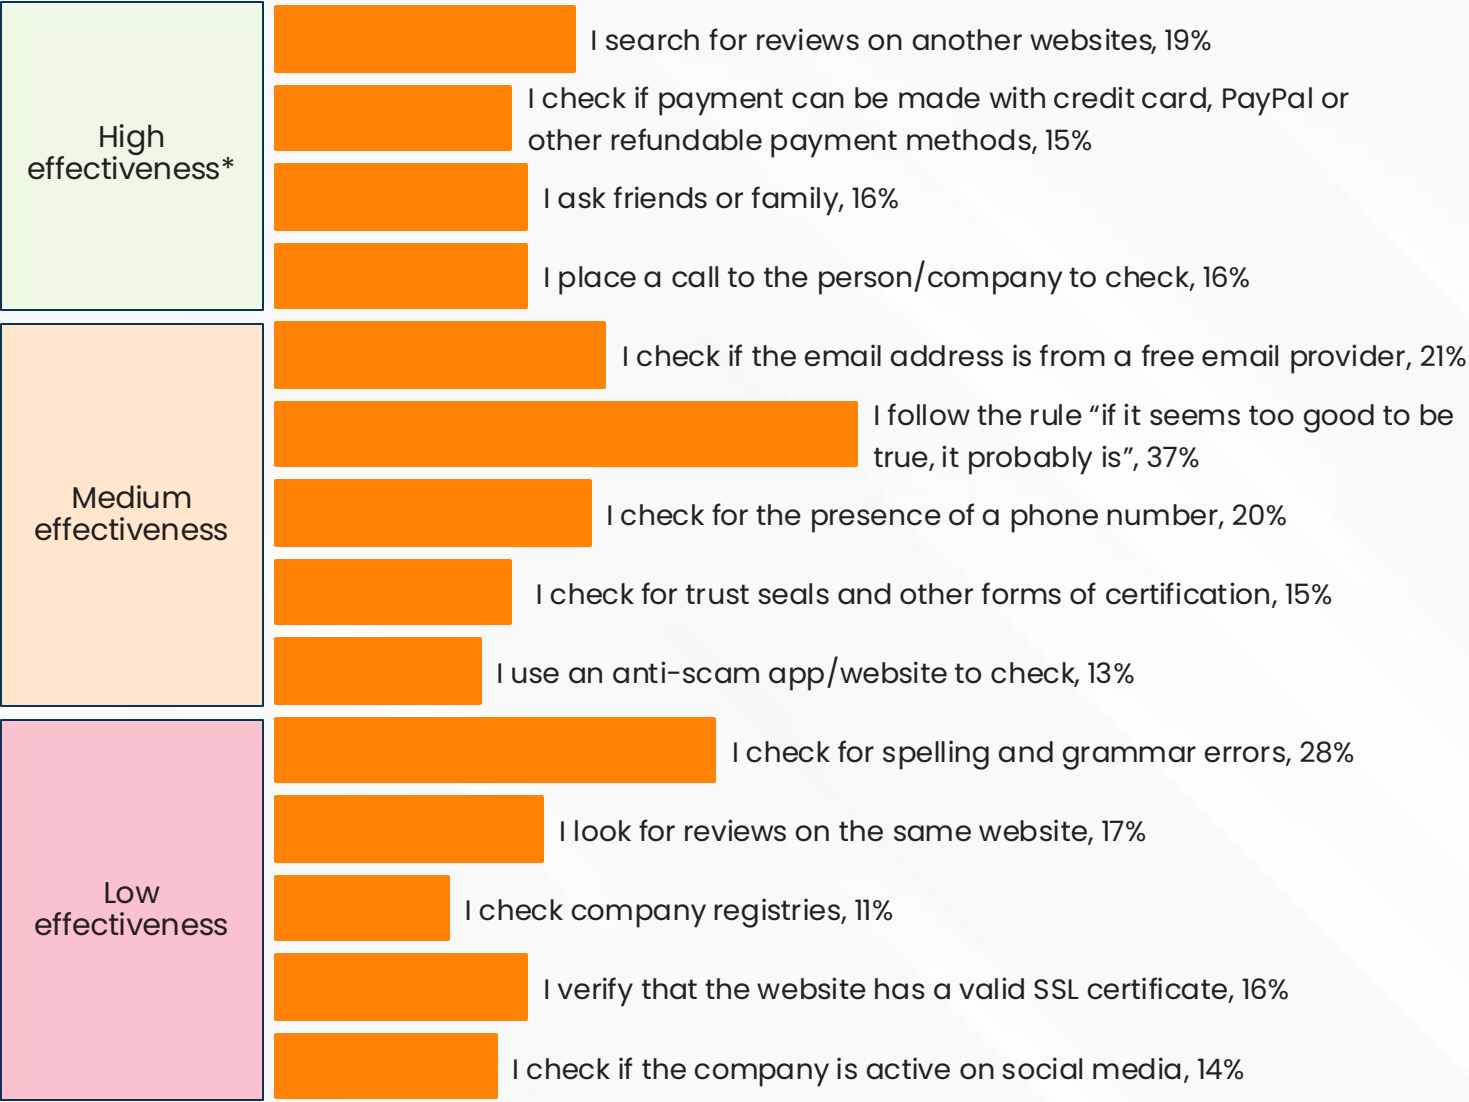 High
effectiveness*
I search for reviews on another websites, 19%
I check if payment can be made with credit card, PayPal or
other refundable payment methods, 15%
I ask friends or family, 16%
I place a call to the person/company to check, 16%
Medium
effectiveness
I check if the email address is from a free email provider, 21%
I follow the rule “if it seems too good to be
true, it probably is”, 37%
I check for the presence of a phone number, 20%
I check for trust seals and other forms of certification, 15%
I use an anti-scam app/website to check, 13%
Low
effectiveness
I check for spelling and grammar errors, 28%
I look for reviews on the same website, 17%
I check company registries, 11%
I verify that the website has a valid SSL certificate, 16%
I check if the company is active on social media, 14%